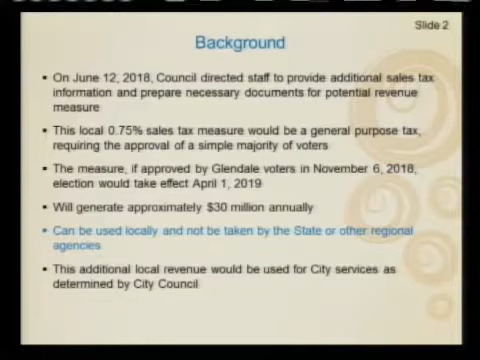 Slide 2
Background
• On June 12, 2018, Council directed staff to provide additional sales tax
information and prepare necessary documents for potential revenue
measure
• This local 0.75% sales tax measure would be a general purpose tax,
requiring the approval of a simple majority of voters
• The measure, if approved by Glendale voters in November 6, 2018,
election would take effect April 1, 2019
• Will generate approximately $30 million annually
• Can be used locally and not be taken by the State or other regional
agencies
• This additional local revenue would be used for City services as
determined by City Council